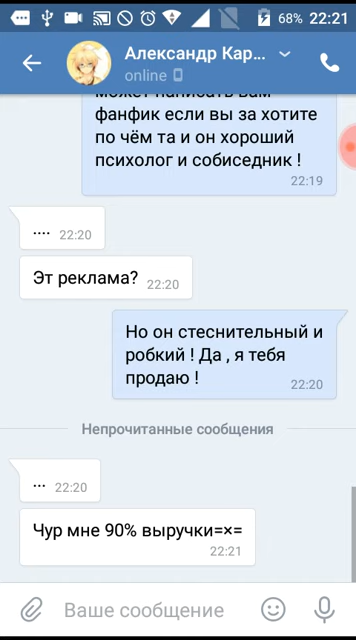 68% 22:21
Александр Кар...
online
может написать вам
фанфик если вы за хотите
по чём та и он хороший
психолог и собиседник !
22:19
.... 22:20
Эт реклама? 22:20
Но он стеснительный и
робкий ! Да , я тебя
продаю !
22:20
Непрочитанные сообщения
... 22:20
Чур мне 90% выручки=×=
22:21
Ваше сообщение